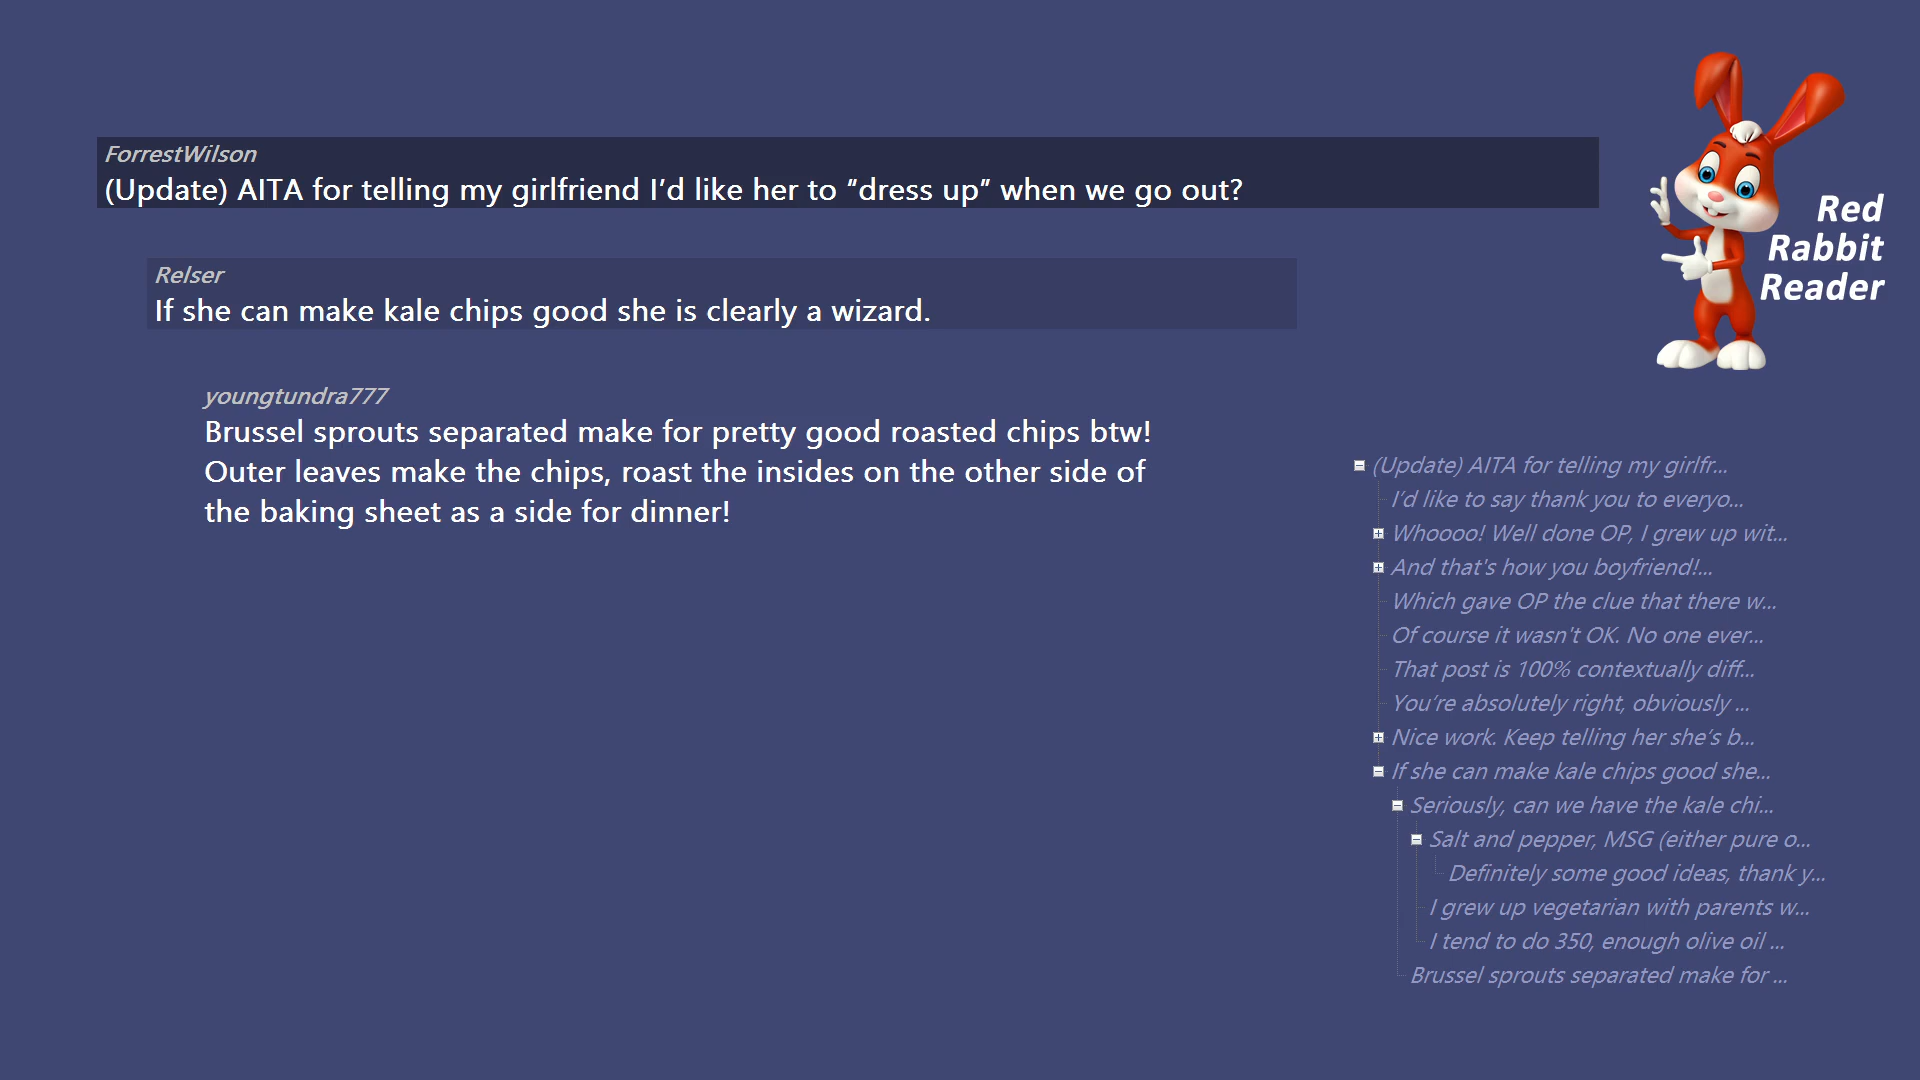 ForrestWilson
(Update) AITA for telling my girlfriend I’d like her to “dress up” when we go out?
Relser
If she can make kale chips good she is clearly a wizard.
youngtundra777
Brussel sprouts separated make for pretty good roasted chips btw!
Outer leaves make the chips, roast the insides on the other side of
the baking sheet as a side for dinner!
Red
Rabbit
Reader
(Update) AITA for telling my girlfr...
I’d like to say thank you to everyo...
Whoooo! Well done OP, I grew up wit...
And that's how you boyfriend!...
Which gave OP the clue that there w...
Of course it wasn't OK. No one ever...
That post is 100% contextually diff...
You’re absolutely right, obviously ...
Nice work. Keep telling her she’s b...
If she can make kale chips good she...
Seriously, can we have the kale chi...
Salt and pepper, MSG (either pure o...
Definitely some good ideas, thank y...
I grew up vegetarian with parents w...
I tend to do 350, enough olive oil ...
Brussel sprouts separated make for ...